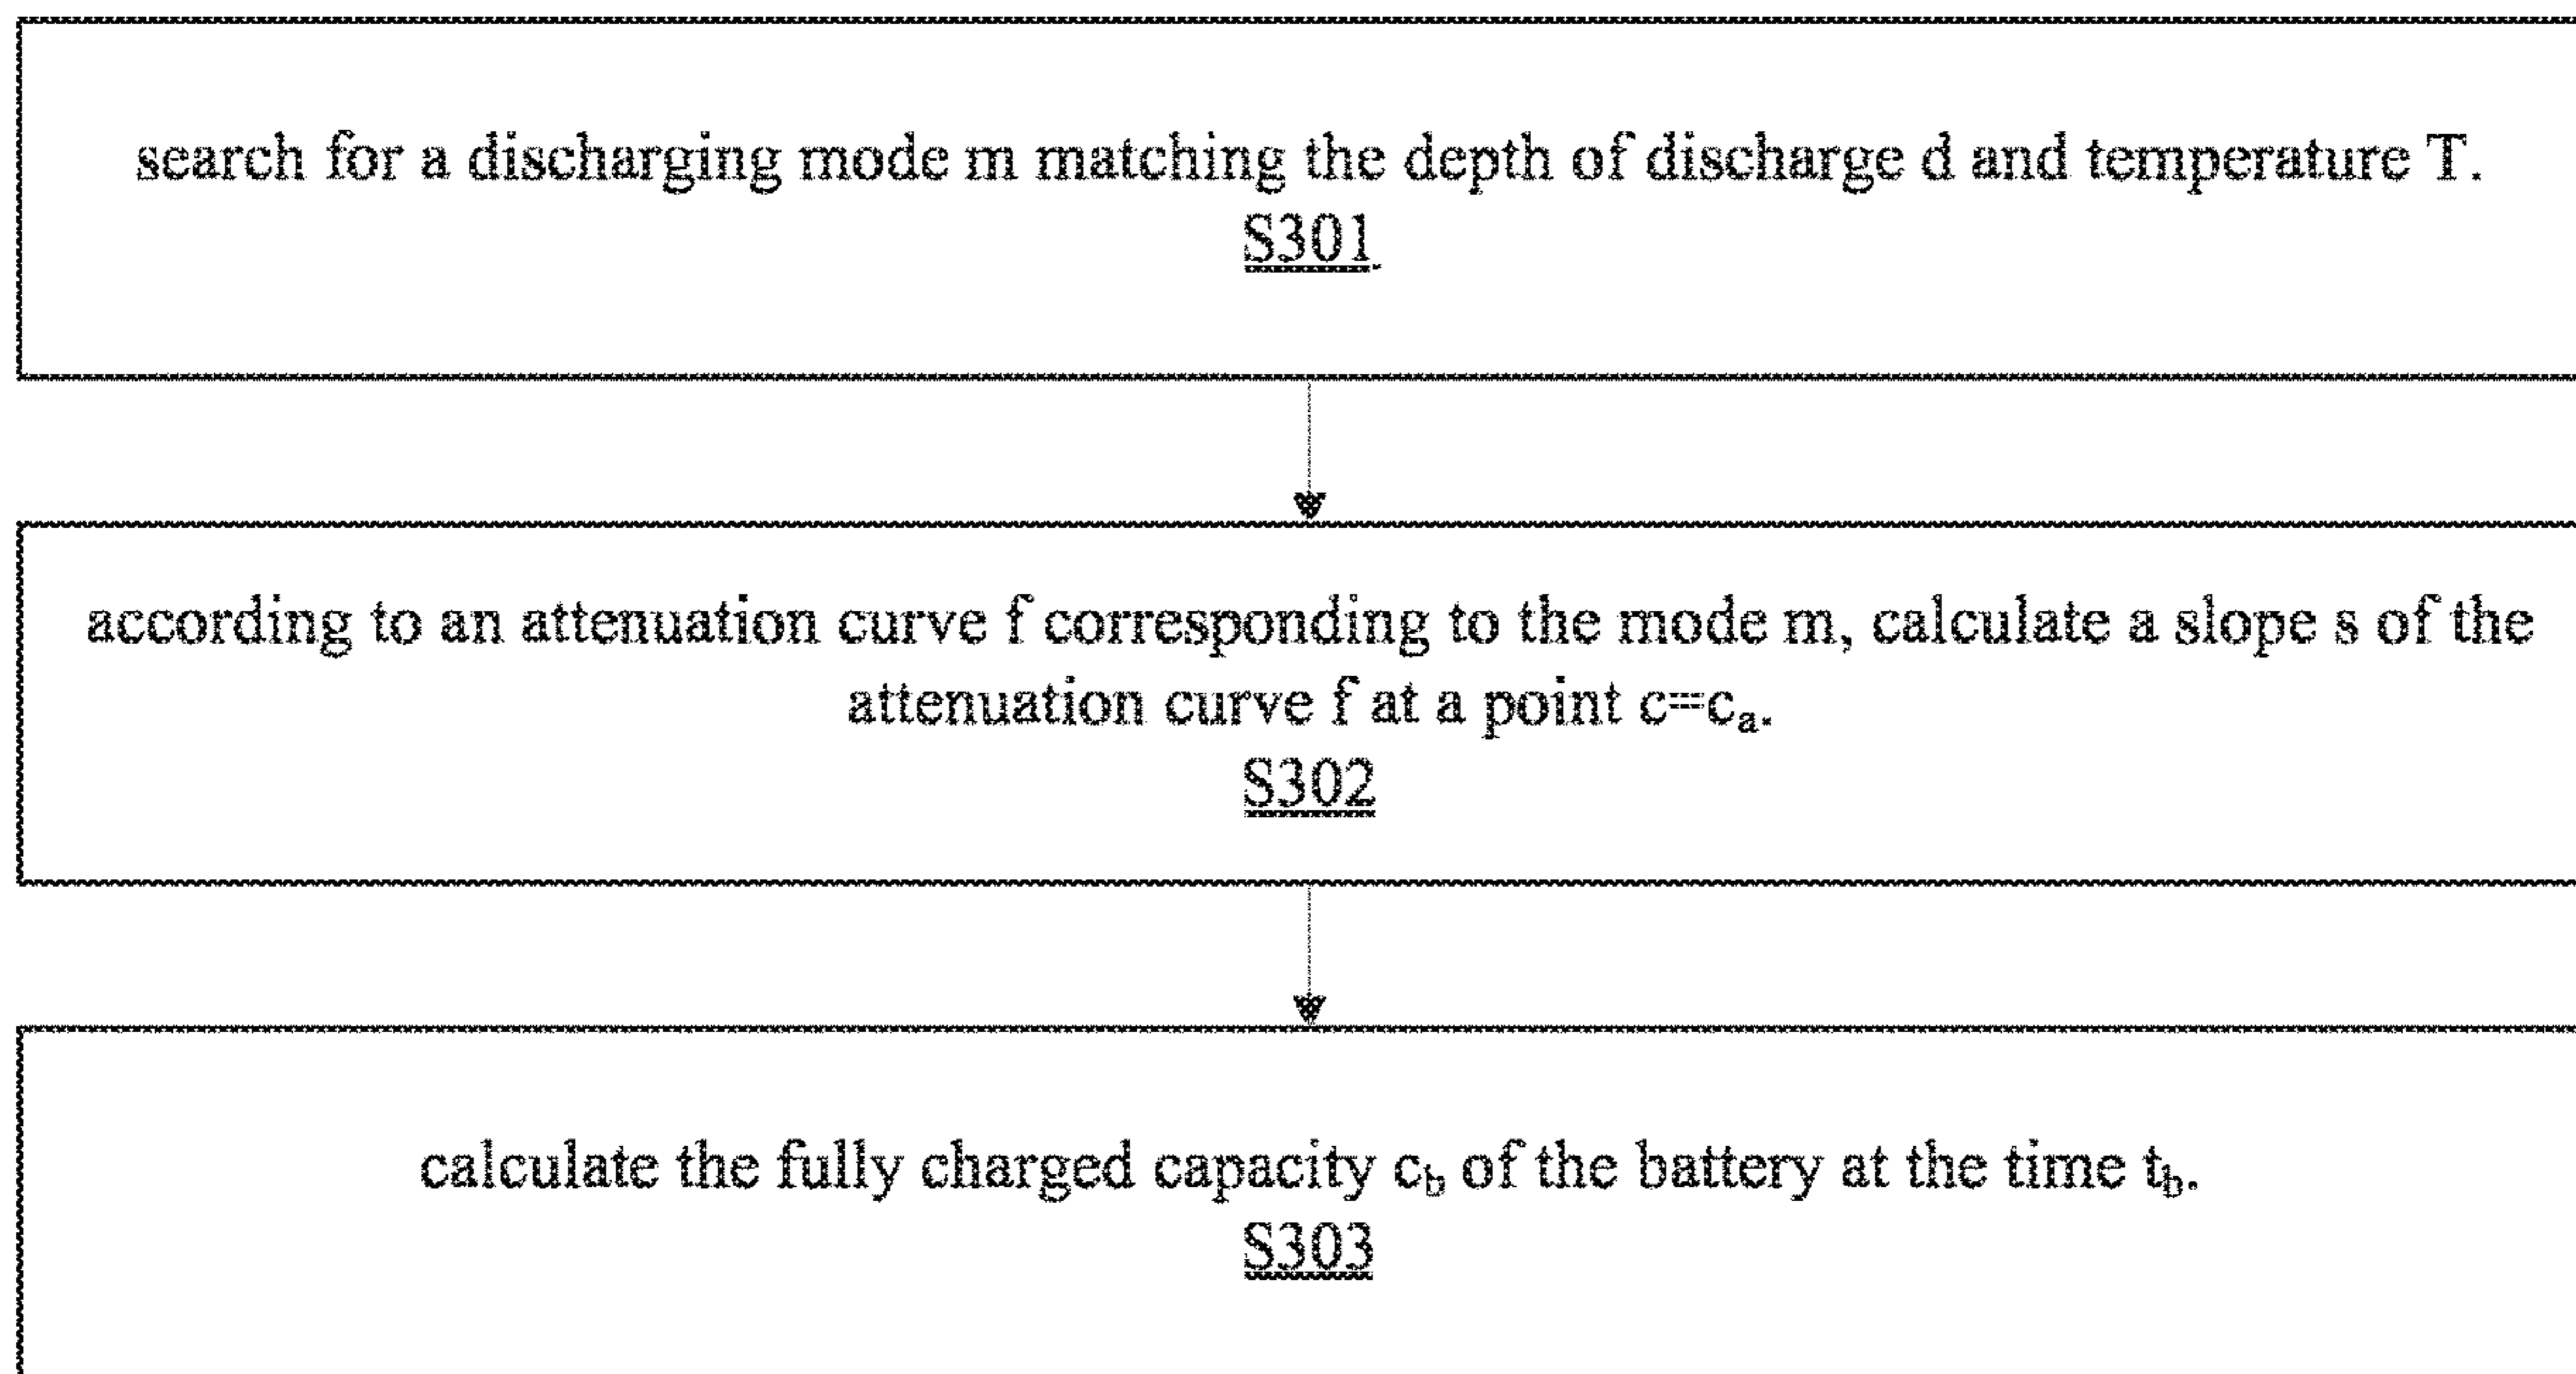 search for a discharging mode m matching the depth of discharge d and temperature T.
S301
according to an attenuation curve f corresponding to the mode m, calculate a slope s of the
attenuation curve f at a point c=cₐ.
S302
calculate the fully charged capacity c_b of the battery at the time t_b.
S303